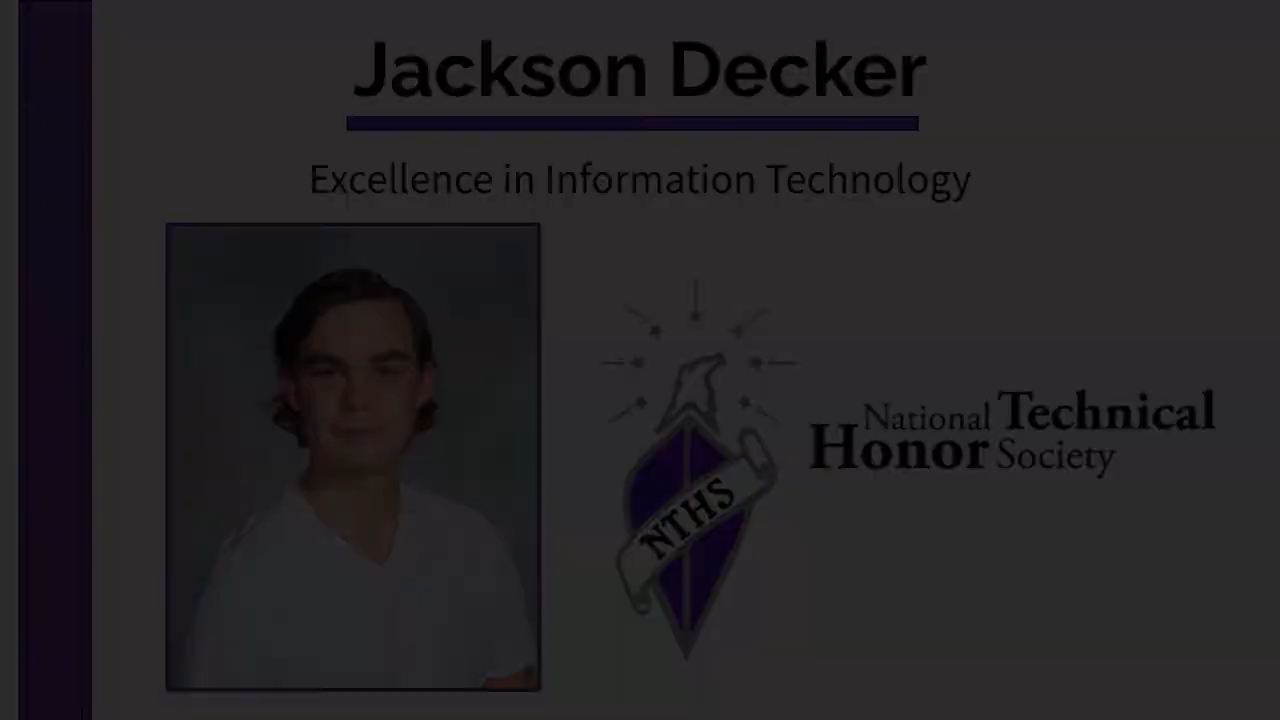 Jackson Decker
Excellence in Information Technology
National Technical
Honor Society
NTHS